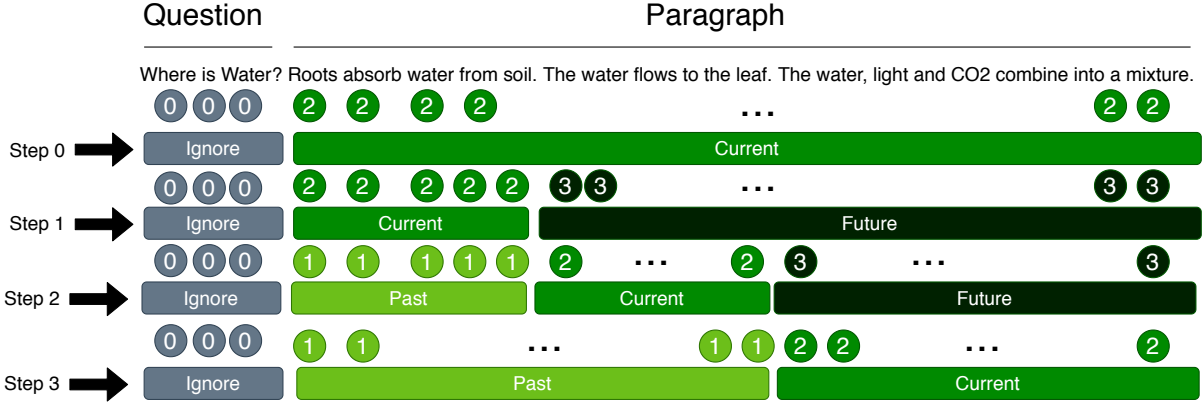 Question Paragraph
Where is Water? Roots absorb water from soil. The water flows to the leaf. The water, light and CO2 combine into a mixture.
0 0 0 2 2 2 2 ... 2 2
Step 0 Ignore Current
0 0 0 2 2 2 2 2 3 3 ... 3 3
Step 1 Ignore Current Future
0 0 0 1 1 1 1 1 2 ... 2 3 ... 3
Step 2 Ignore Past Current Future
0 0 0 1 1 ... 1 1 2 2 ... 2
Step 3 Ignore Past Current